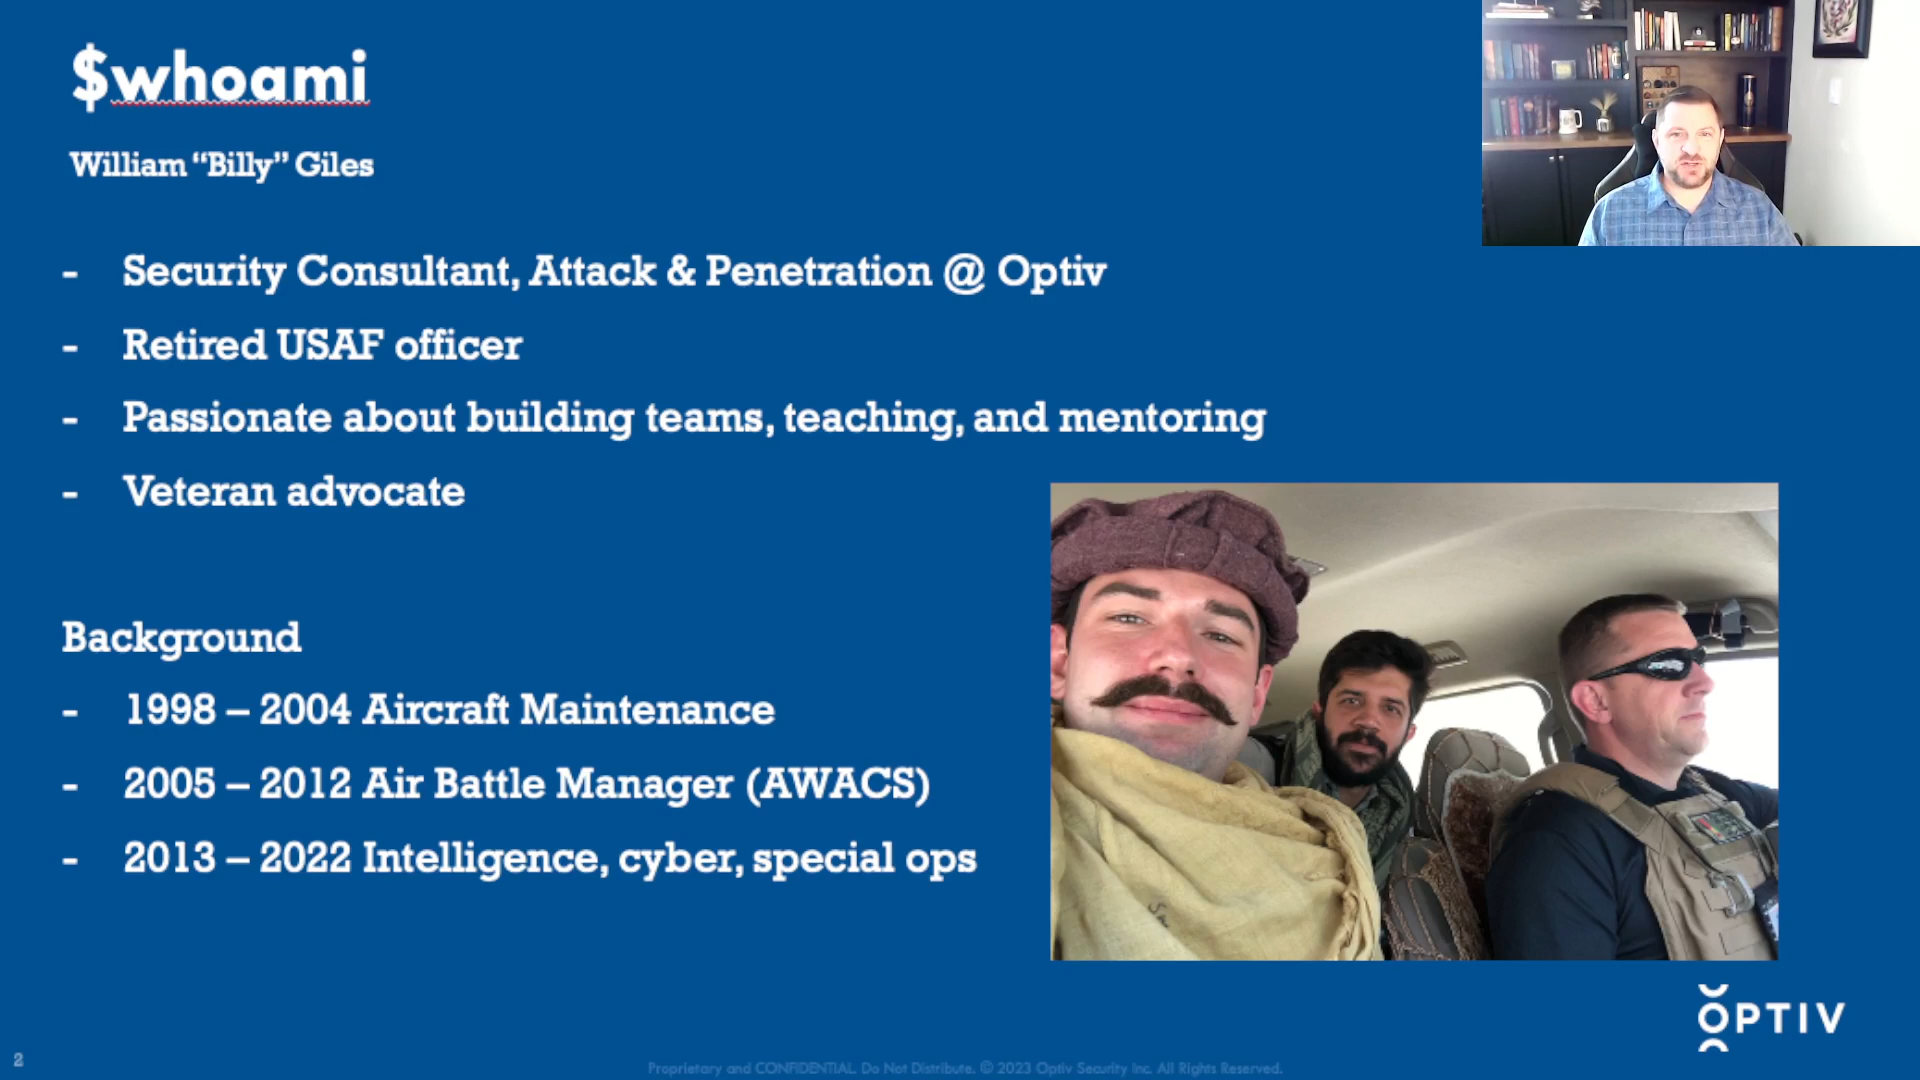 $whoami
William “Billy” Giles
- Security Consultant, Attack & Penetration @ Optiv
- Retired USAF officer
- Passionate about building teams, teaching, and mentoring
- Veteran advocate
Background
- 1998 – 2004 Aircraft Maintenance
- 2005 – 2012 Air Battle Manager (AWACS)
- 2013 – 2022 Intelligence, cyber, special ops
OPTIV
2
Proprietary and CONFIDENTIAL. Do Not Distribute. © 2023 Optiv Security Inc. All Rights Reserved.